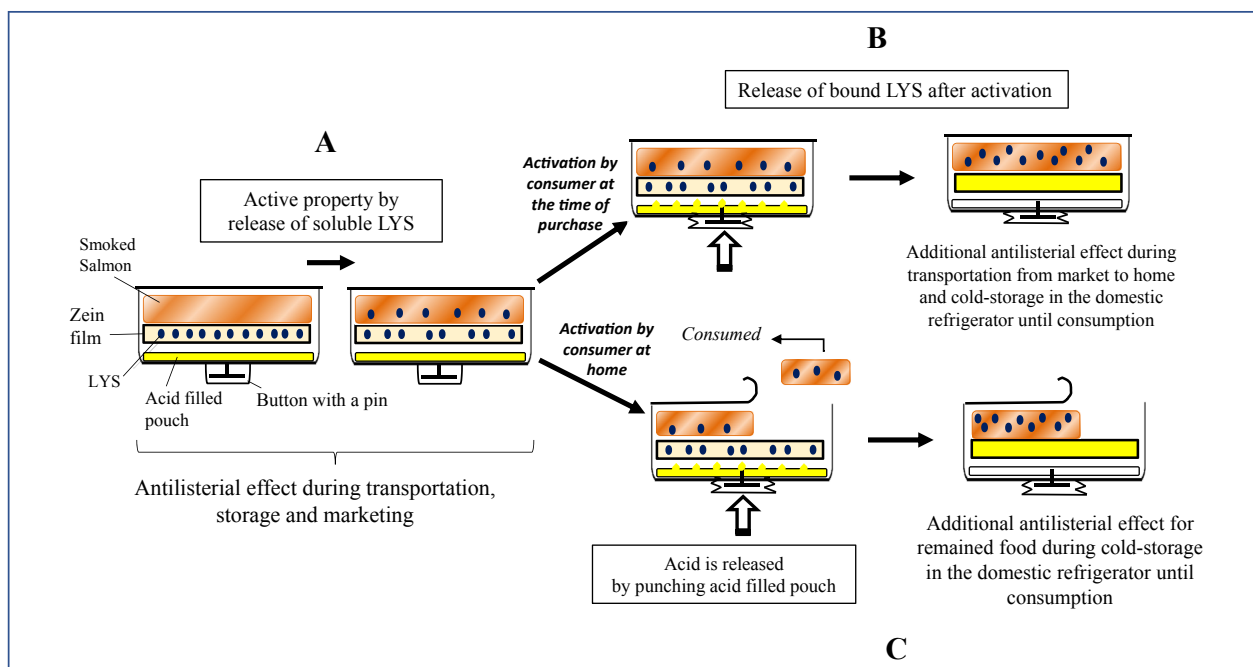 A
Active property by
release of soluble LYS
Smoked
Salmon
Zein
film
LYS
Acid filled
pouch
Button with a pin
Antilisterial effect during transportation,
storage and marketing
B
Release of bound LYS after activation
Activation by
consumer at
the time of
purchase
Additional antilisterial effect during
transportation from market to home
and cold-storage in the domestic
refrigerator until consumption
Activation by
consumer at
home
Consumed
Acid is released
by punching acid filled pouch
Additional antilisterial effect for
remained food during cold-storage
in the domestic refrigerator until
consumption
C